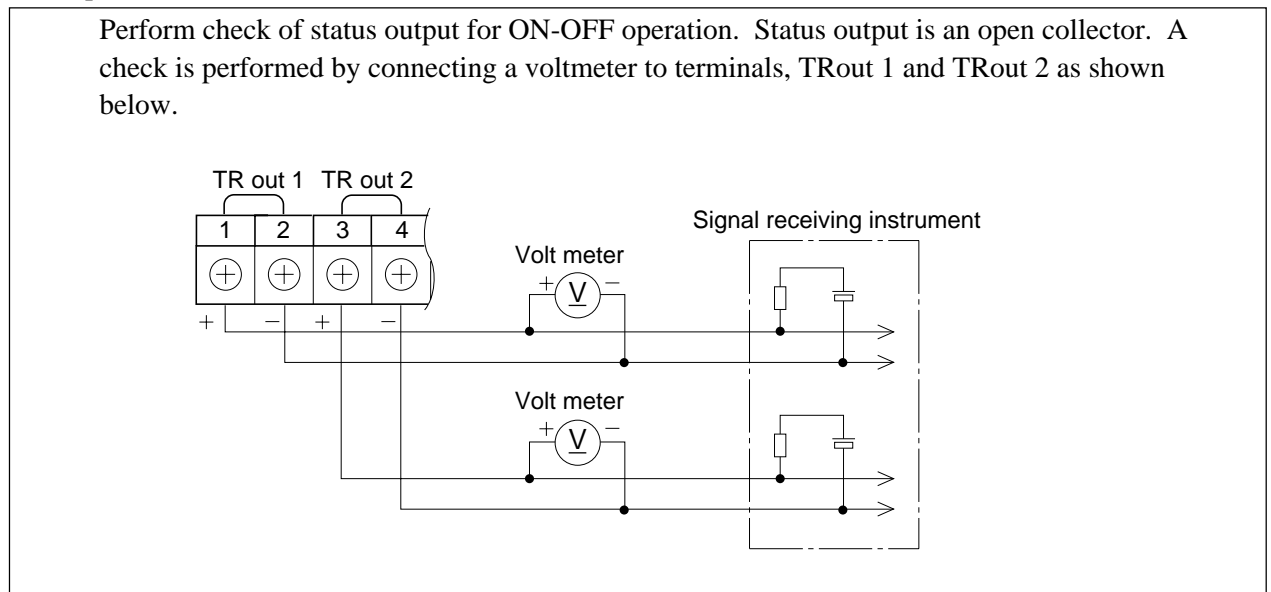 Perform check of status output for ON-OFF operation.  Status output is an open collector.  A
check is performed by connecting a voltmeter to terminals, TRout 1 and TRout 2 as shown
below.
TR out 1 TR out 2
1 2 3 4
Signal receiving instrument
Volt meter
+ V −
+ − + −
Volt meter
+ V −